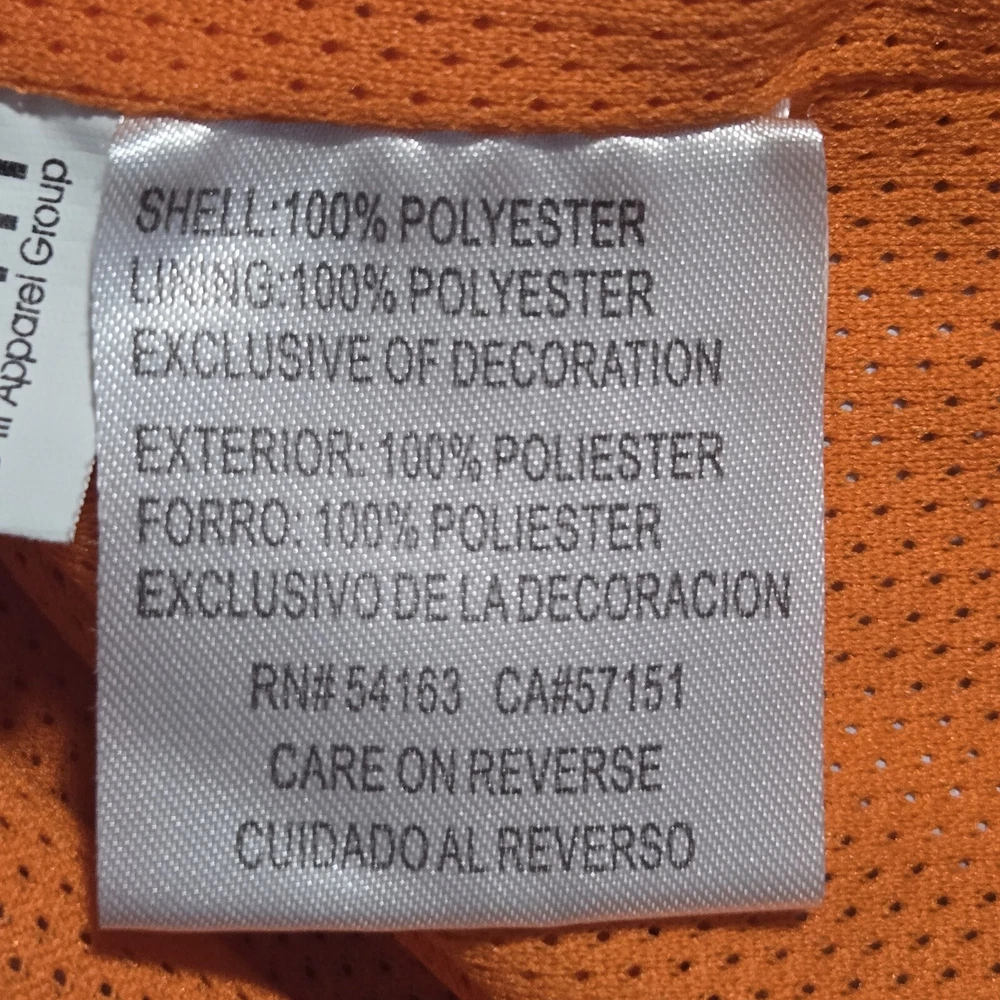 Apparel Group
SHELL:100% POLYESTER
LINING:100% POLYESTER
EXCLUSIVE OF DECORATION
EXTERIOR: 100% POLIESTER
FORRO: 100% POLIESTER
EXCLUSIVO DE LA DECORACION
RN# 54163 CA#57151
CARE ON REVERSE
CUIDADO AL REVERSO